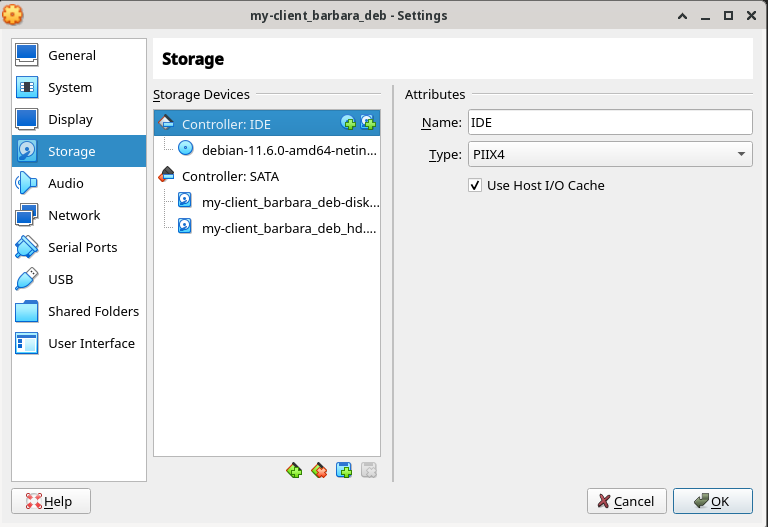 my-client_barbara_deb - Settings
General
System
Display
Storage
Audio
Network
Serial Ports
USB
Shared Folders
User Interface
Storage
Storage Devices
Controller: IDE
debian-11.6.0-amd64-netin...
Controller: SATA
my-client_barbara_deb-disk...
my-client_barbara_deb_hd....
Attributes
Name: IDE
Type: PIIX4
Use Host I/O Cache
Help
Cancel
OK